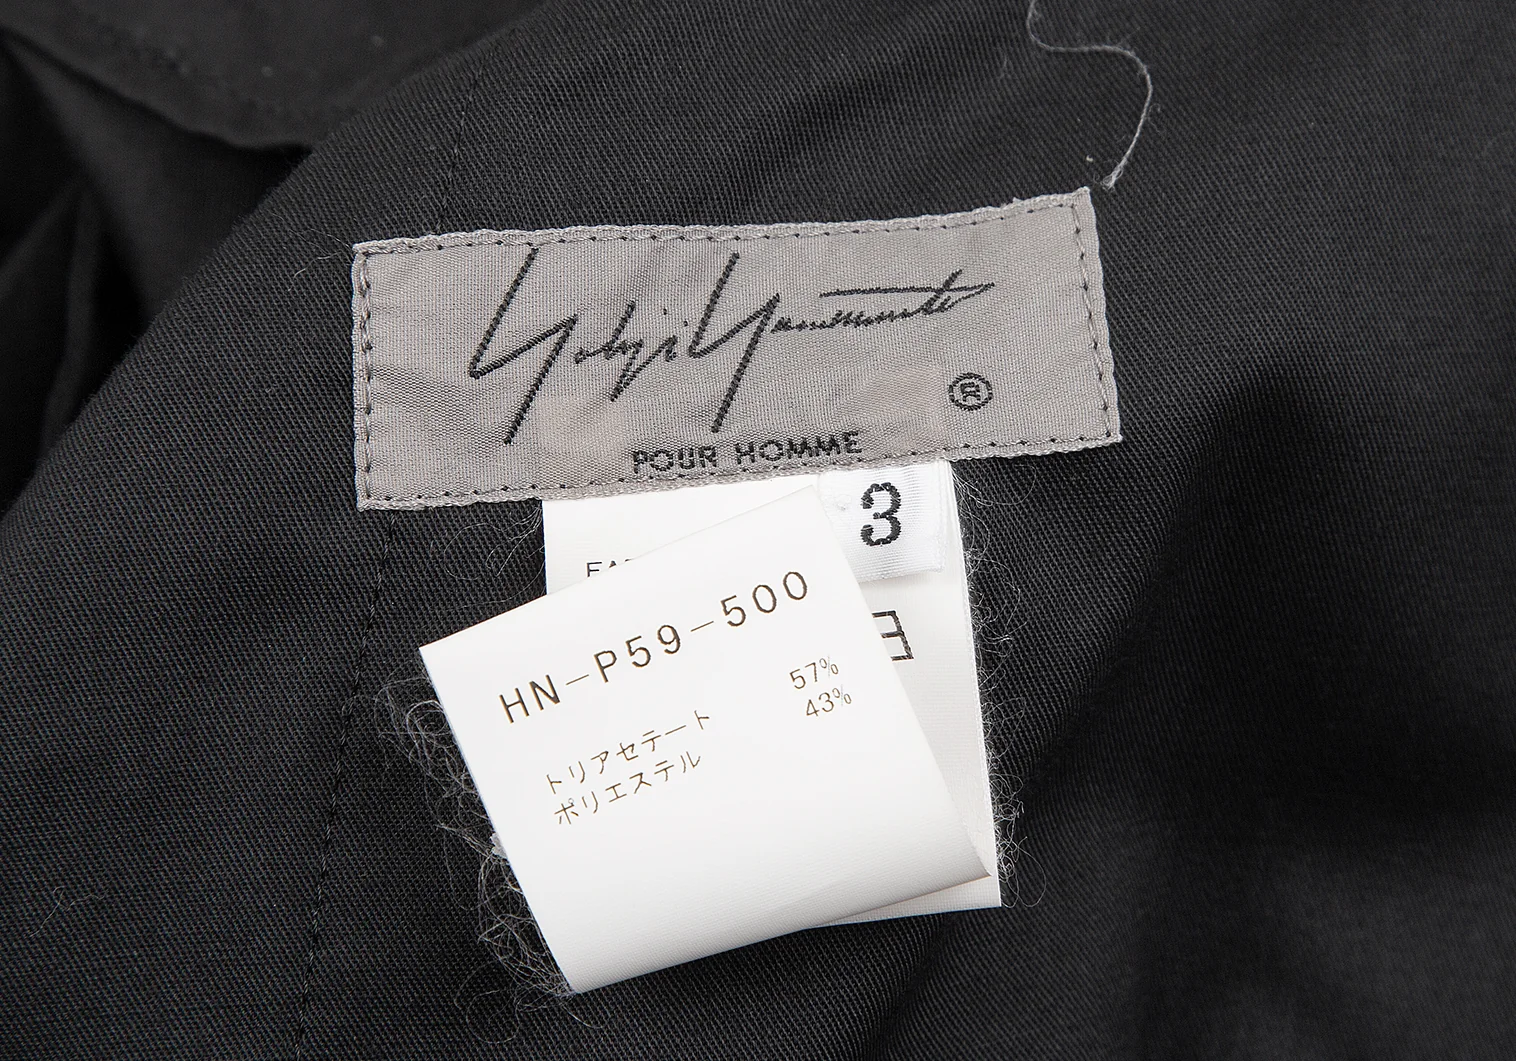 Yohji Yamamoto
®
POUR HOMME
3
HN-P59-500
トリアセテート 57%
ポリエステル 43%